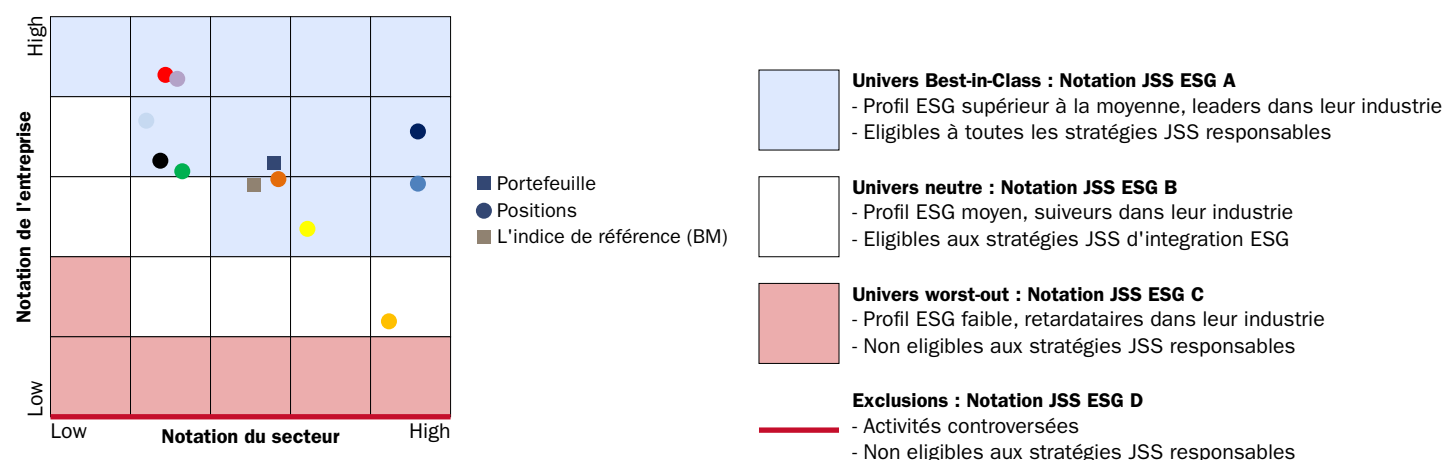 High
Notation de l'entreprise
Low
Low
Notation du secteur
High
Portefeuille
Positions
L'indice de référence (BM)
Univers Best-in-Class : Notation JSS ESG A
- Profil ESG supérieur à la moyenne, leaders dans leur industrie
- Eligibles à toutes les stratégies JSS responsables
Univers neutre : Notation JSS ESG B
- Profil ESG moyen, suiveurs dans leur industrie
- Eligibles aux stratégies JSS d'integration ESG
Univers worst-out : Notation JSS ESG C
- Profil ESG faible, retardataires dans leur industrie
- Non eligibles aux stratégies JSS responsables
Exclusions : Notation JSS ESG D
- Activités controversées
- Non eligibles aux stratégies JSS responsables